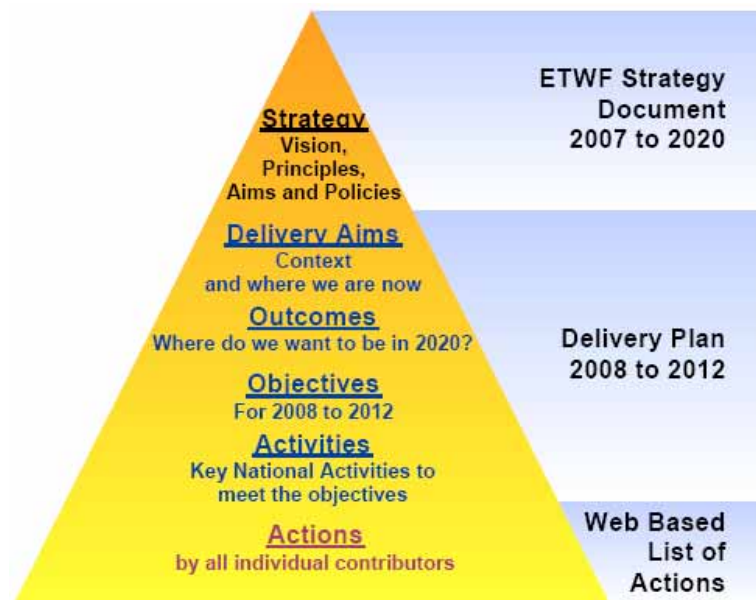 Strategy
Vision,
Principles,
Aims and Policies
Delivery Aims
Context
and where we are now
Outcomes
Where do we want to be in 2020?
Objectives
For 2008 to 2012
Activities
Key National Activities to
meet the objectives
Actions
by all individual contributors
ETWF Strategy
Document
2007 to 2020
Delivery Plan
2008 to 2012
Web Based
List of
Actions